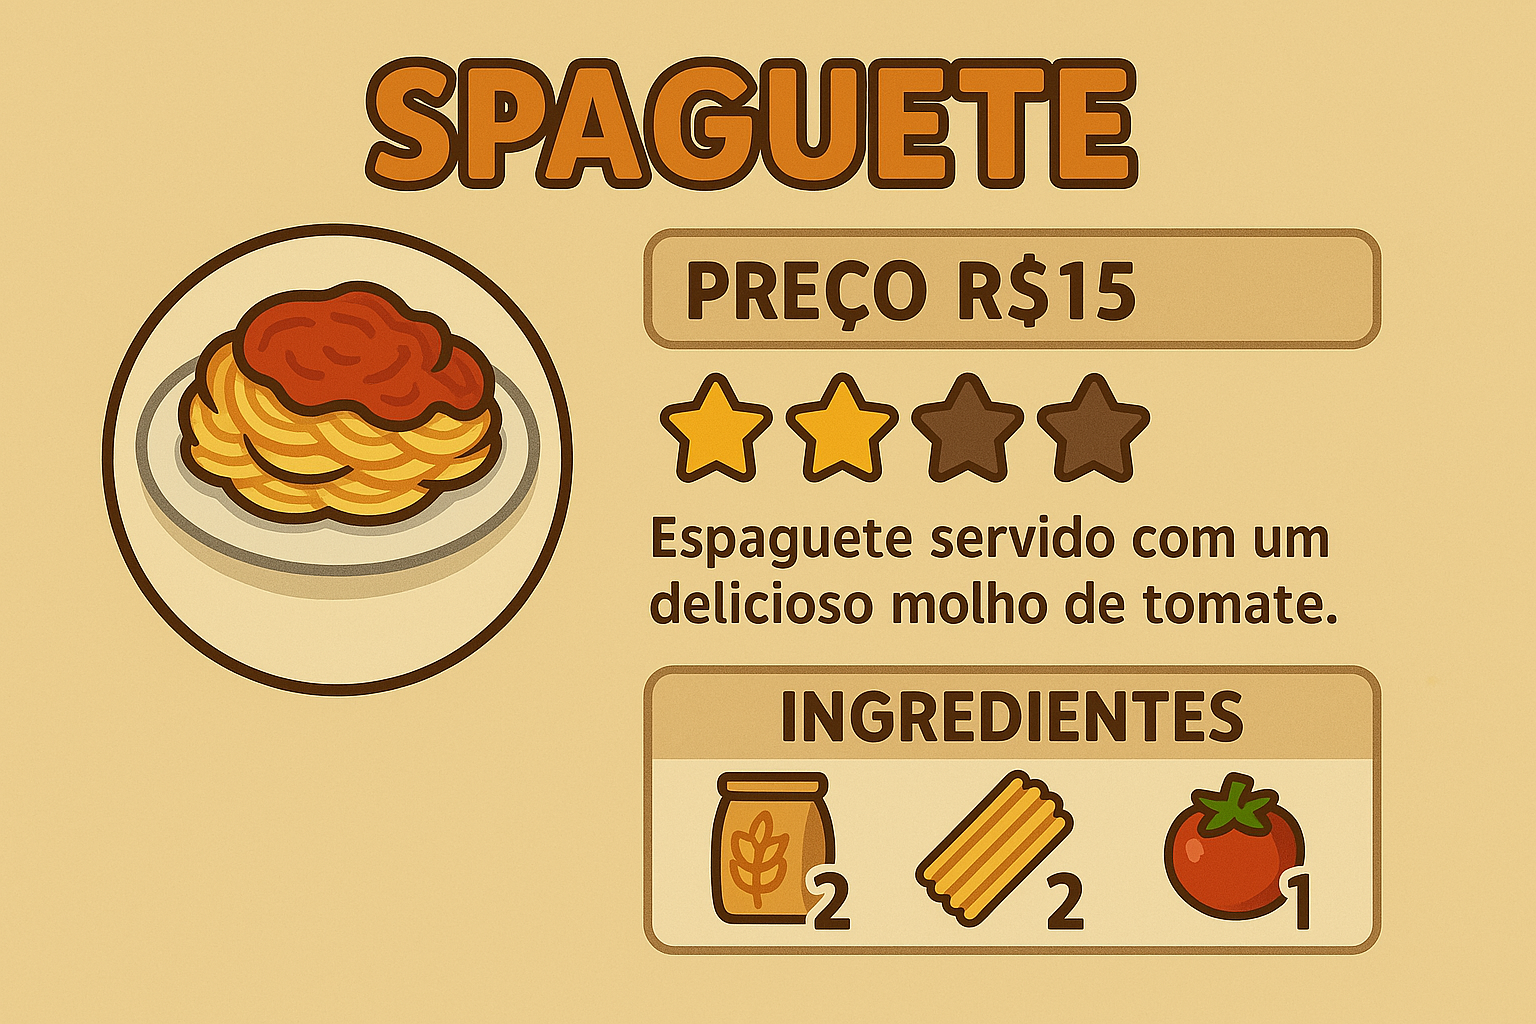 SPAGUETE
PREÇO R$15
Espaguete servido com um
delicioso molho de tomate.
INGREDIENTES
2 2 1